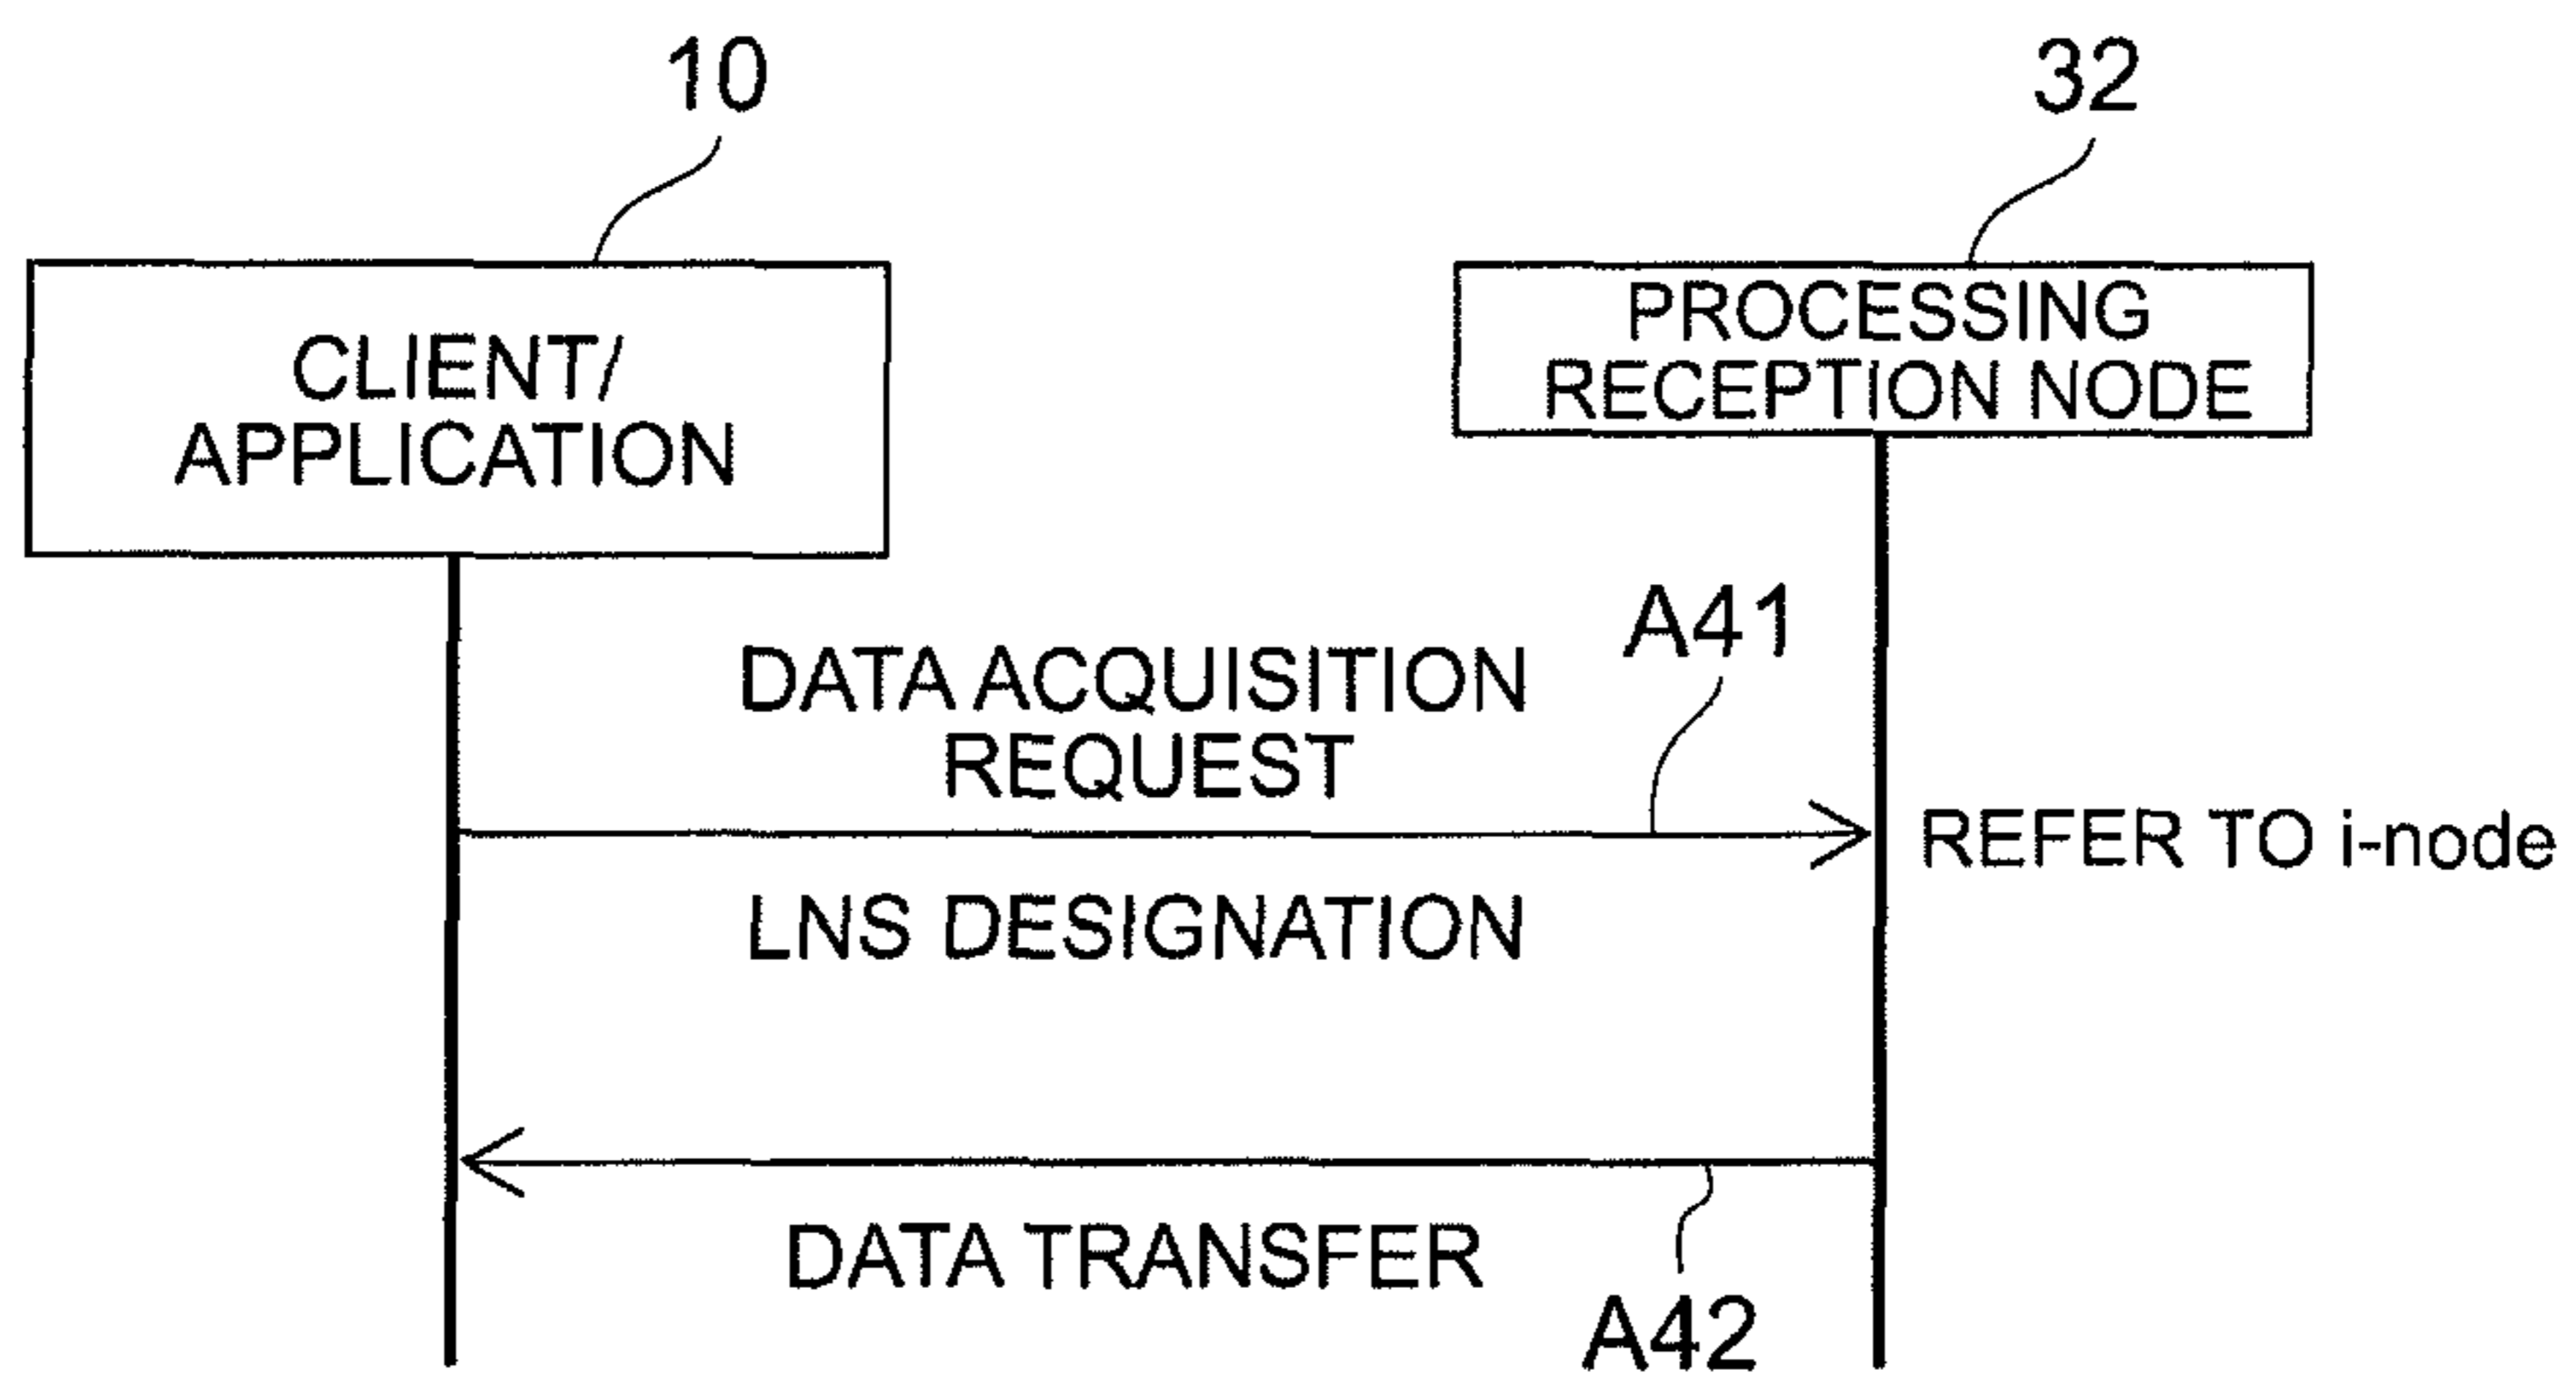 10
32
CLIENT/
APPLICATION
PROCESSING
RECEPTION NODE
A41
DATA ACQUISITION
REQUEST
REFER TO i-node
LNS DESIGNATION
DATA TRANSFER
A42